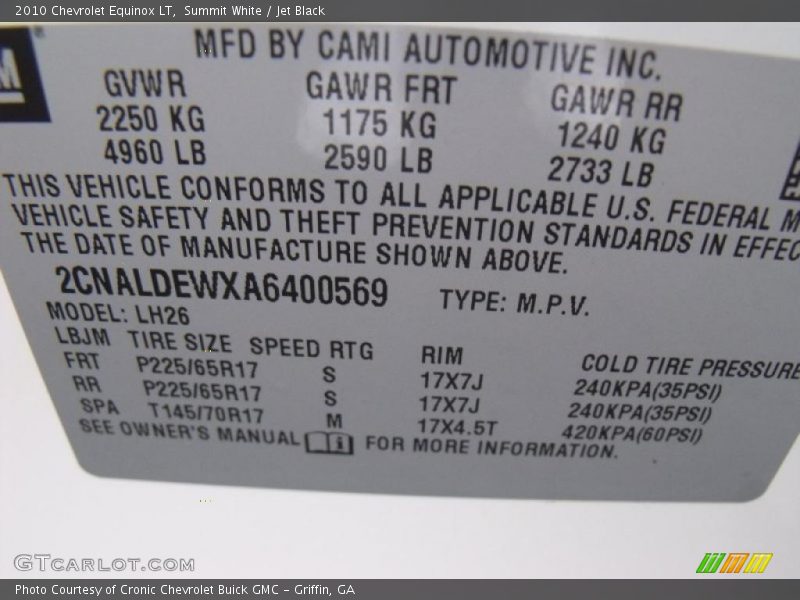 2010 Chevrolet Equinox LT, Summit White / Jet Black
M
MFD BY CAMI AUTOMOTIVE INC.
GVWR GAWR FRT GAWR RR
2250 KG 1175 KG 1240 KG
4960 LB 2590 LB 2733 LB
THIS VEHICLE CONFORMS TO ALL APPLICABLE U.S. FEDERAL M
VEHICLE SAFETY AND THEFT PREVENTION STANDARDS IN EFFEC
THE DATE OF MANUFACTURE SHOWN ABOVE.
2CNALDEWXA6400569 TYPE: M.P.V.
MODEL: LH26
LBJM TIRE SIZE SPEED RTG RIM COLD TIRE PRESSURE
FRT P225/65R17 S 17X7J 240KPA(35PSI)
RR P225/65R17 S 17X7J 240KPA(35PSI)
SPA T145/70R17 M 17X4.5T 420KPA(60PSI)
SEE OWNER'S MANUAL i FOR MORE INFORMATION.
GTCARLOT.COM
Photo Courtesy of Cronic Chevrolet Buick GMC - Griffin, GA